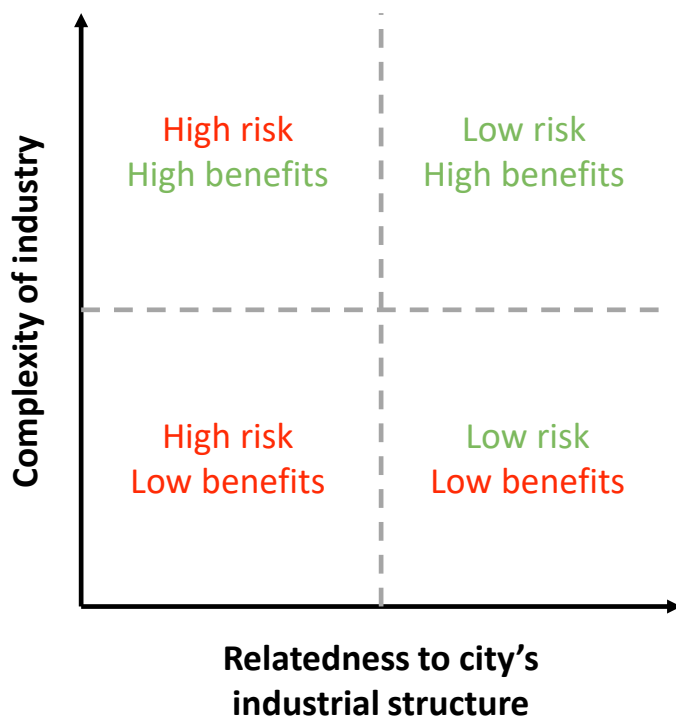 Complexity of industry
High risk
High benefits
Low risk
High benefits
High risk
Low benefits
Low risk
Low benefits
Relatedness to city’s
industrial structure